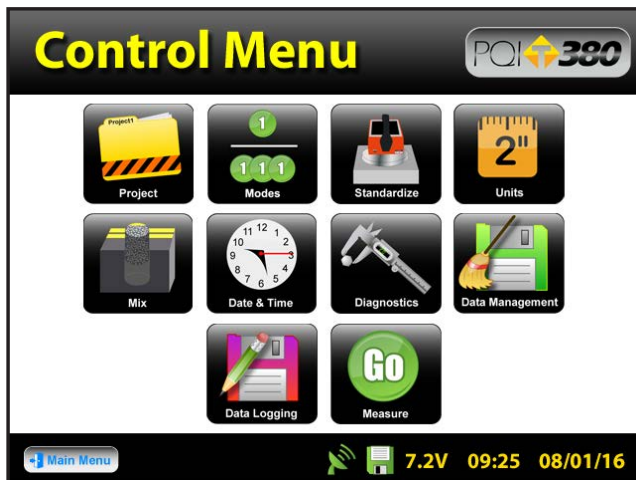 Control Menu
PQI T 380
Project1
Project
1
1 1 1
Modes
Standardize
2"
Units
Mix
12
11 1
10 2
9 3
8 4
7 5
6
Date & Time
Diagnostics
Data Management
Data Logging
Go
Measure
Main Menu
7.2V 09:25 08/01/16